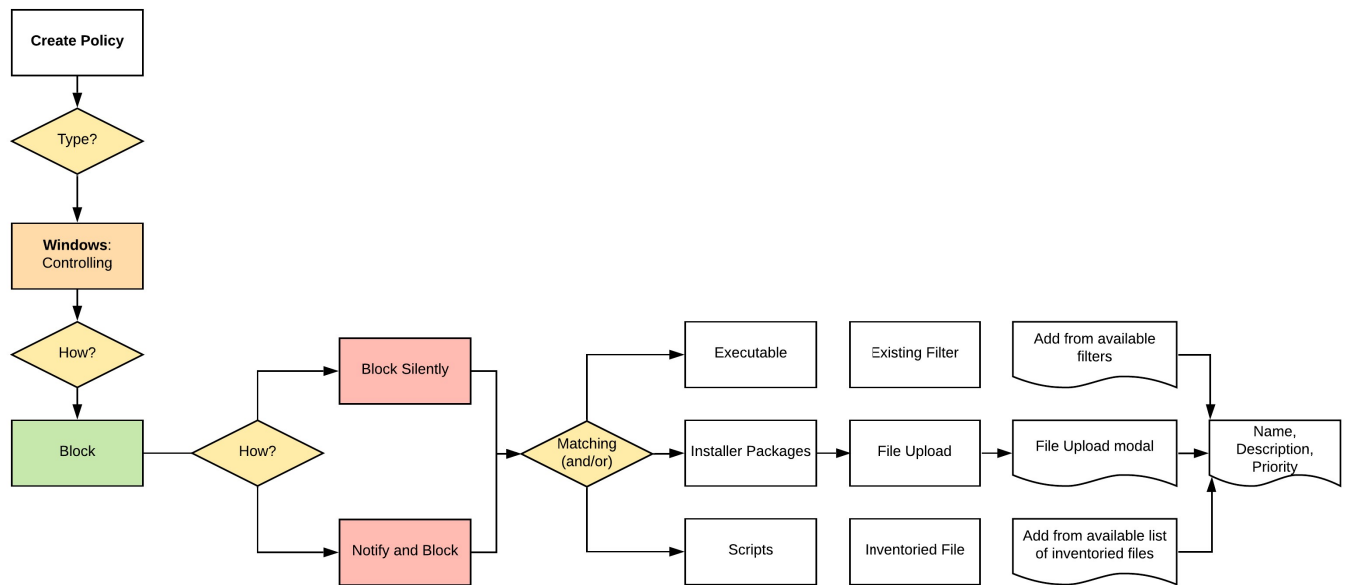 Create Policy
Type?
Windows:
Controlling
How?
Block
How?
Block Silently
Notify and Block
Matching
(and/or)
Executable
Installer Packages
Scripts
Existing Filter
File Upload
Inventoried File
Add from available
filters
File Upload modal
Add from available list
of inventoried files
Name,
Description,
Priority